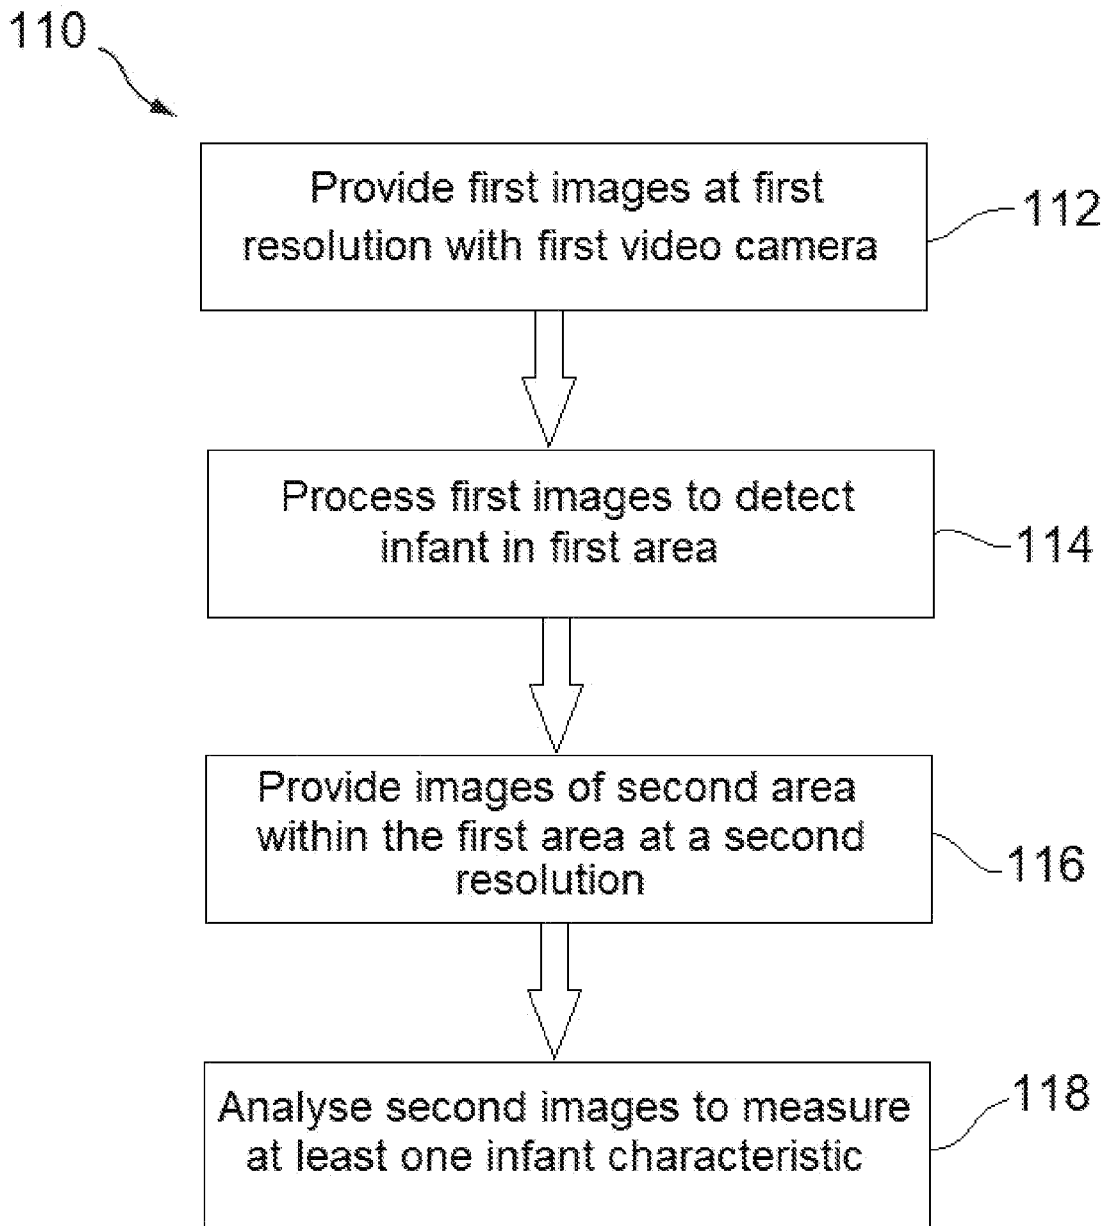 110
Provide first images at first
resolution with first video camera
112
Process first images to detect
infant in first area
114
Provide images of second area
within the first area at a second
resolution
116
Analyse second images to measure
at least one infant characteristic
118